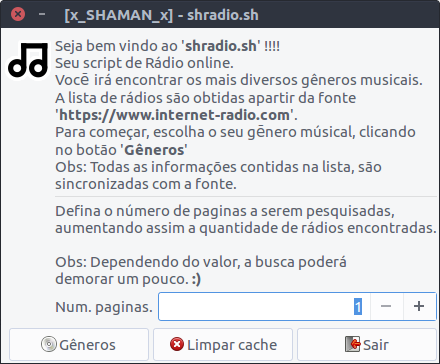 [x_SHAMAN_x] - shradio.sh
Seja bem vindo ao 'shradio.sh' !!!!
Seu script de Rádio online.
Você irá encontrar os mais diversos gêneros musicais.
A lista de rádios são obtidas apartir da fonte
'https://www.internet-radio.com'.
Para começar, escolha o seu gēnero músical, clicando
no botão 'Gêneros'
Obs: Todas as informações contidas na lista, são
sincronizadas com a fonte.
Defina o número de paginas a serem pesquisadas,
aumentando assim a quantidade de rádios encontradas.
Obs: Dependendo do valor, a busca poderá
demorar um pouco. :)
Num. paginas. 1
Gêneros Limpar cache Sair